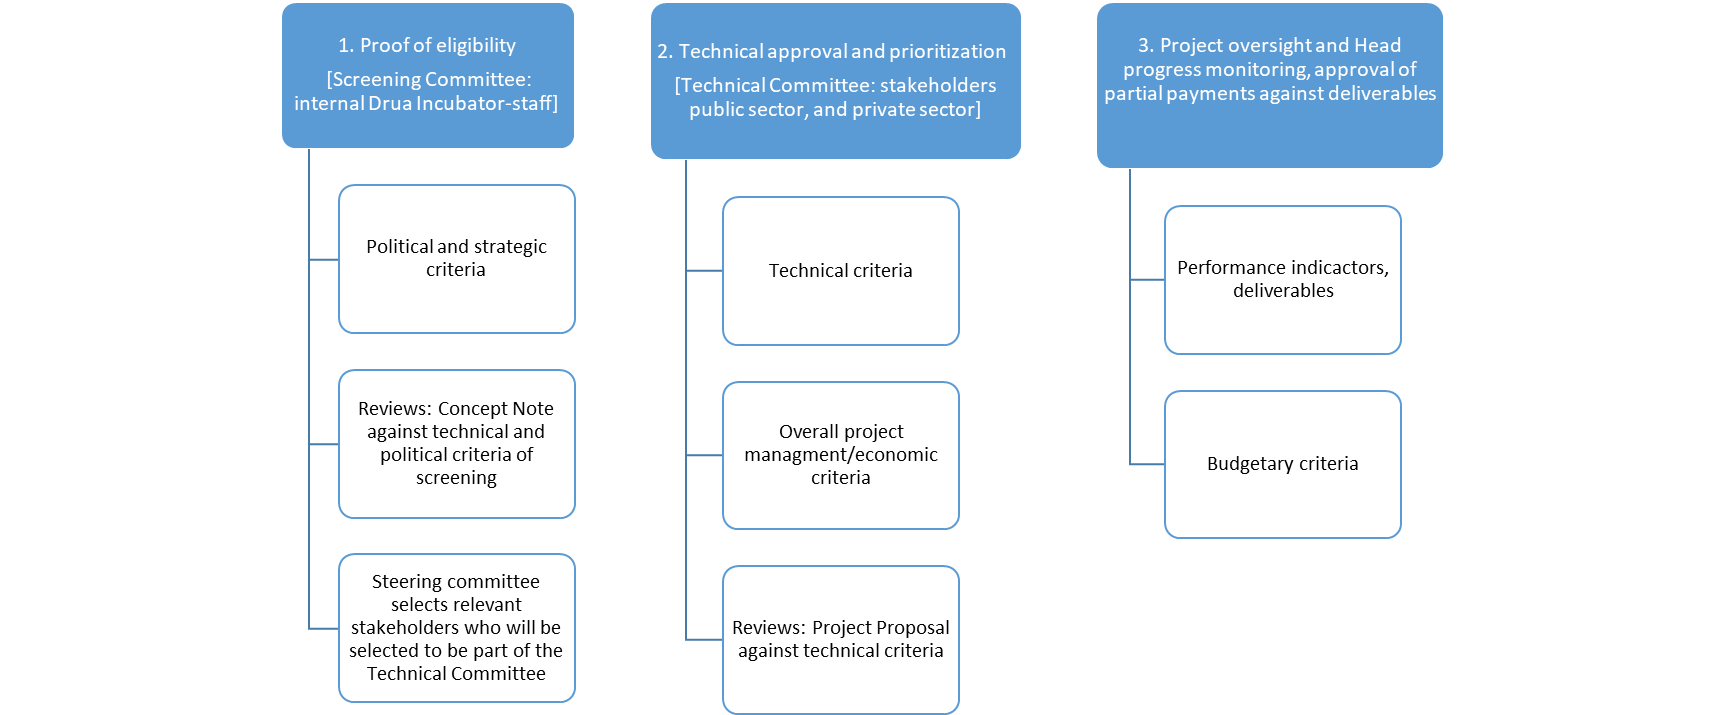 1. Proof of eligibility
[Screening Committee:
internal Drua Incubator-staff]
Political and strategic
criteria
Reviews: Concept Note
against technical and
political criteria of
screening
Steering committee
selects relevant
stakeholders who will be
selected to be part of the
Technical Committee
2. Technical approval and prioritization
[Technical Committee: stakeholders
public sector, and private sector]
Technical criteria
Overall project
managment/economic
criteria
Reviews: Project Proposal
against technical criteria
3. Project oversight and Head
progress monitoring, approval of
partial payments against deliverables
Performance indicactors,
deliverables
Budgetary criteria